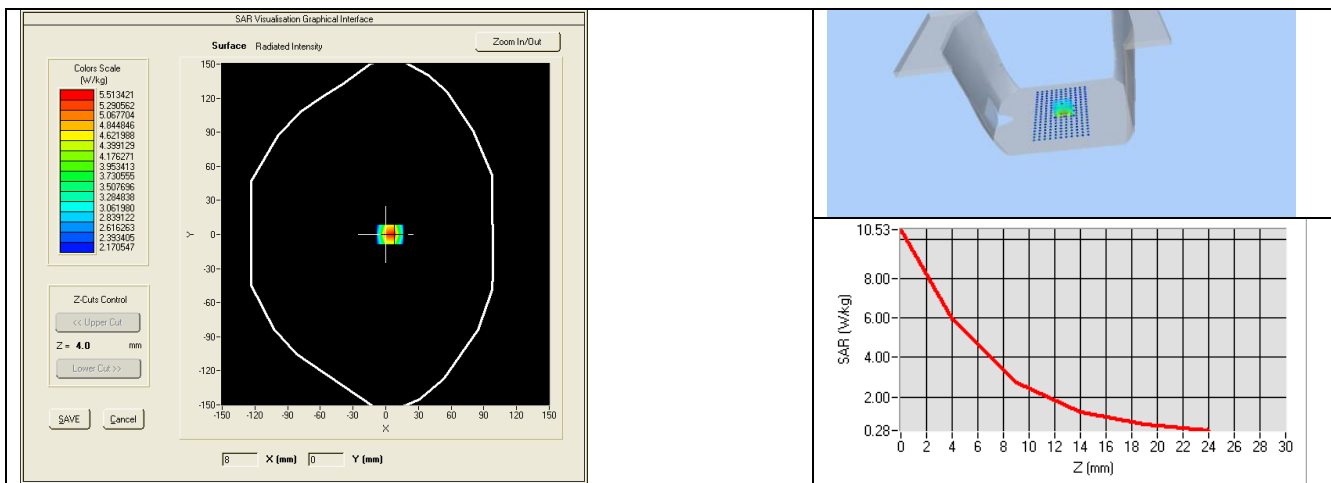 SAR Visualisation Graphical Interface
Surface Radiated Intensity
Zoom In/Out
Colors Scale
(W/kg)
5.513421
5.290562
5.067704
4.844846
4.621988
4.399129
4.176271
3.953413
3.730555
3.507696
3.284838
3.061980
2.839122
2.616263
2.393405
2.170547
Z-Cuts Control
<< Upper Cut
Z = 4.0 mm
Lower Cut >>
SAVE Cancel
150
120
90
60
30
0
-30
-60
-90
-120
-150
Y
-150 -120 -90 -60 -30 0 30 60 90 120 150
X
8 X (mm) 0 Y (mm)
10.53
8.00
6.00
4.00
2.00
0.28
SAR (W/kg)
0 2 4 6 8 10 12 14 16 18 20 22 24 26 28 30
Z (mm)